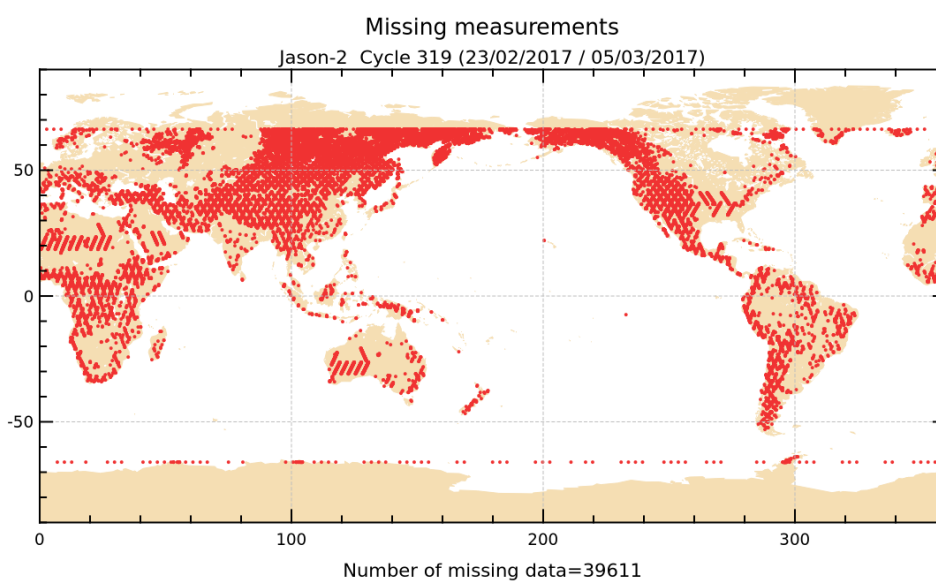 Missing measurements
Jason-2 Cycle 319 (23/02/2017 / 05/03/2017)
50
0
-50
0 100 200 300
Number of missing data=39611